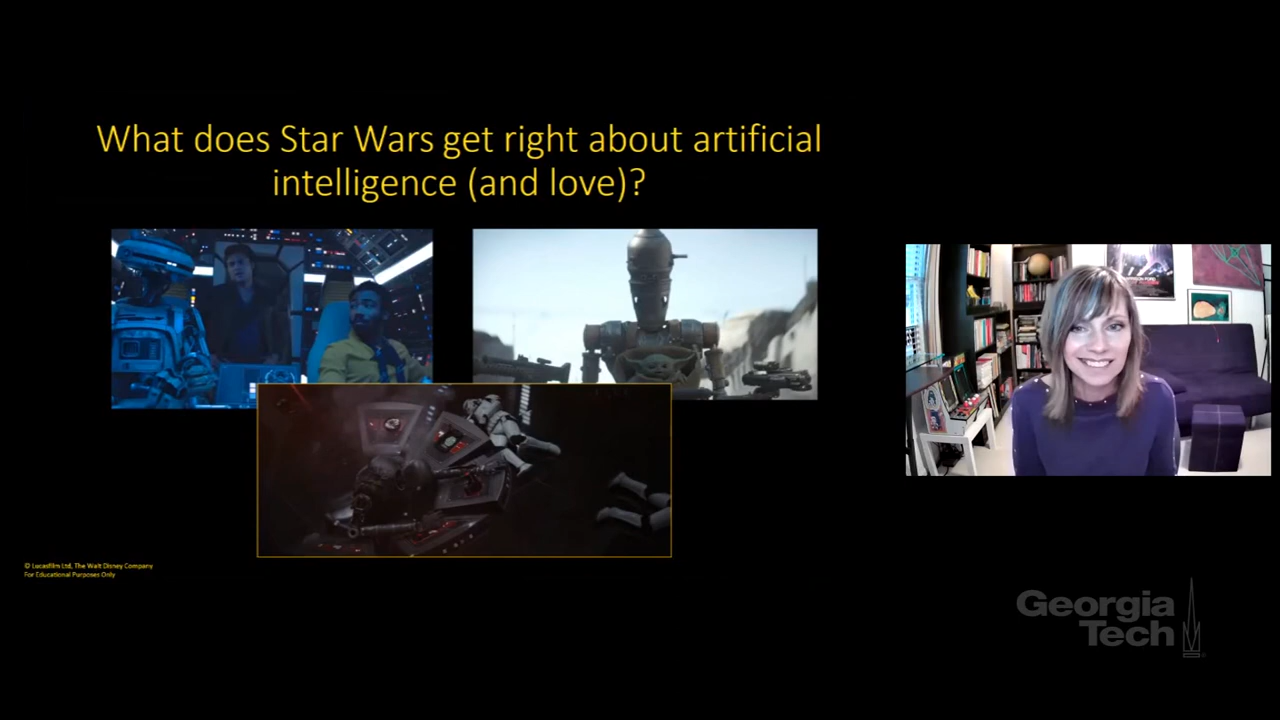 What does Star Wars get right about artificial
intelligence (and love)?
© Lucasfilm Ltd, The Walt Disney Company
For Educational Purposes Only
Georgia
Tech